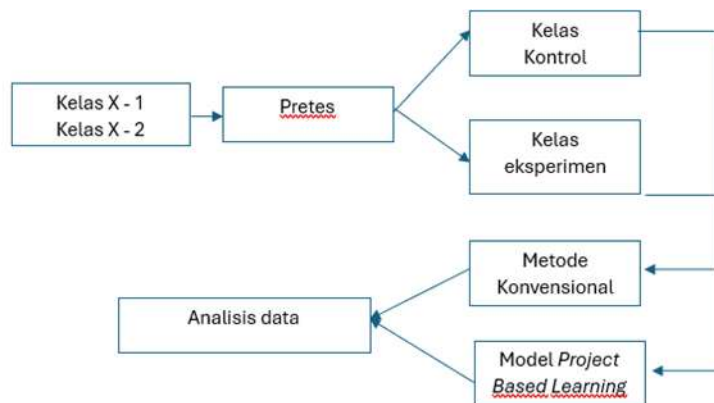 Kelas X - 1
Kelas X - 2
Pretes
Kelas
Kontrol
Kelas
eksperimen
Metode
Konvensional
Analisis data
Model Project
Based Learning